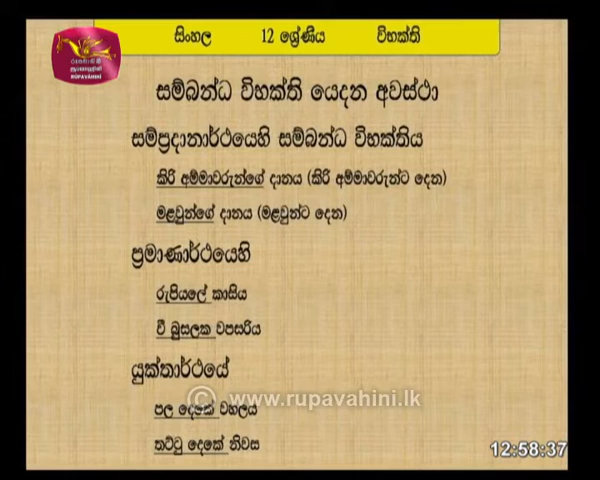 සිංහල 12 ශ්‍රේණිය විභක්ති
RUPAVAHINI
සම්බන්ධ විභක්ති යෙදන අවස්ථා
සම්ප්‍රදානාර්ථයෙහි සම්බන්ධ විභක්තිය
කිරි අම්මාවරුන්ගේ දානය (කිරි අම්මාවරුන්ට දෙන)
මළවුන්ගේ දානය (මළවුන්ට දෙන)
ප්‍රමාණාර්ථයෙහි
රුපියලේ කාසිය
වී බුසලක වපසරිය
යුක්තාර්ථයේ
© www.rupavahini.lk
පල දෙකේ වහලය
තට්ටු දෙකේ නිවස
12:58:37